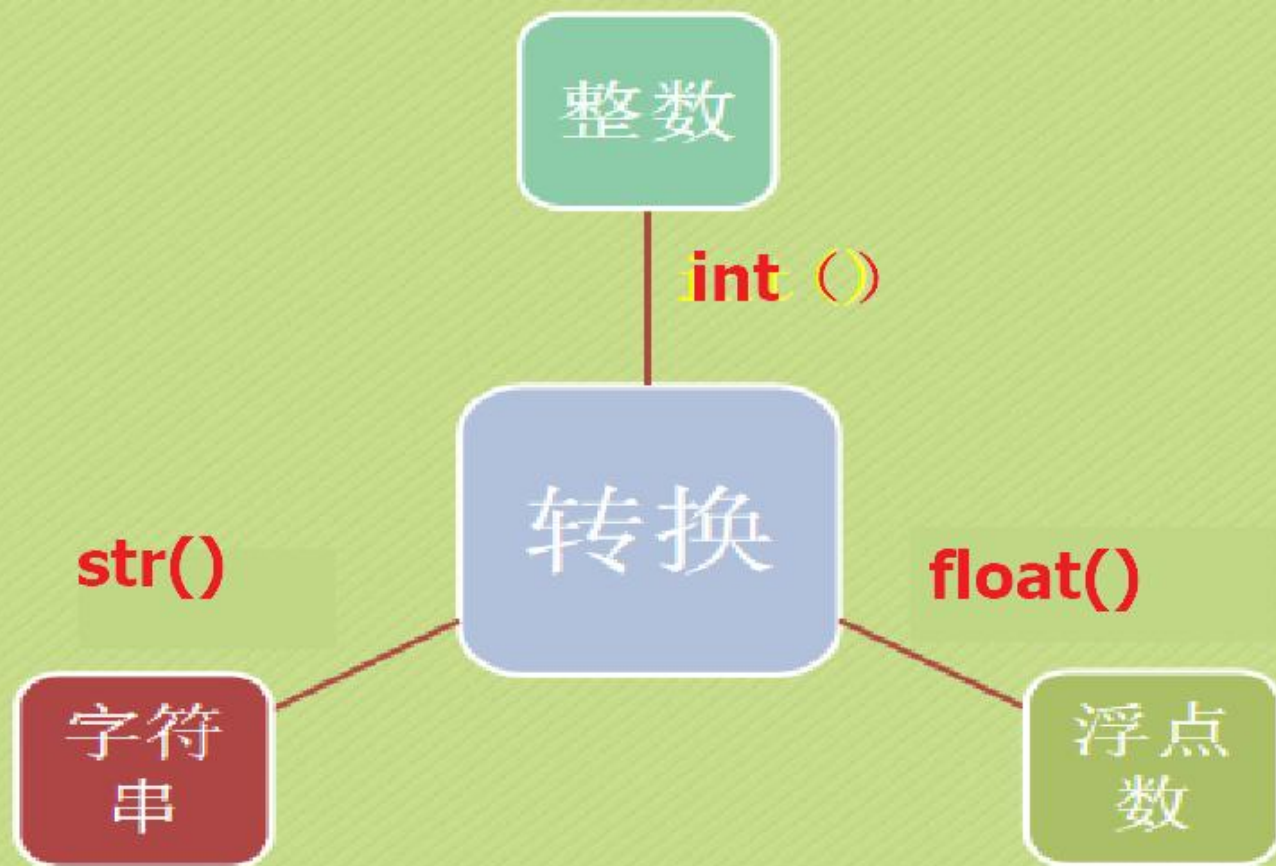 整数
int（）
转换
str()
float()
字符
串
浮点
数